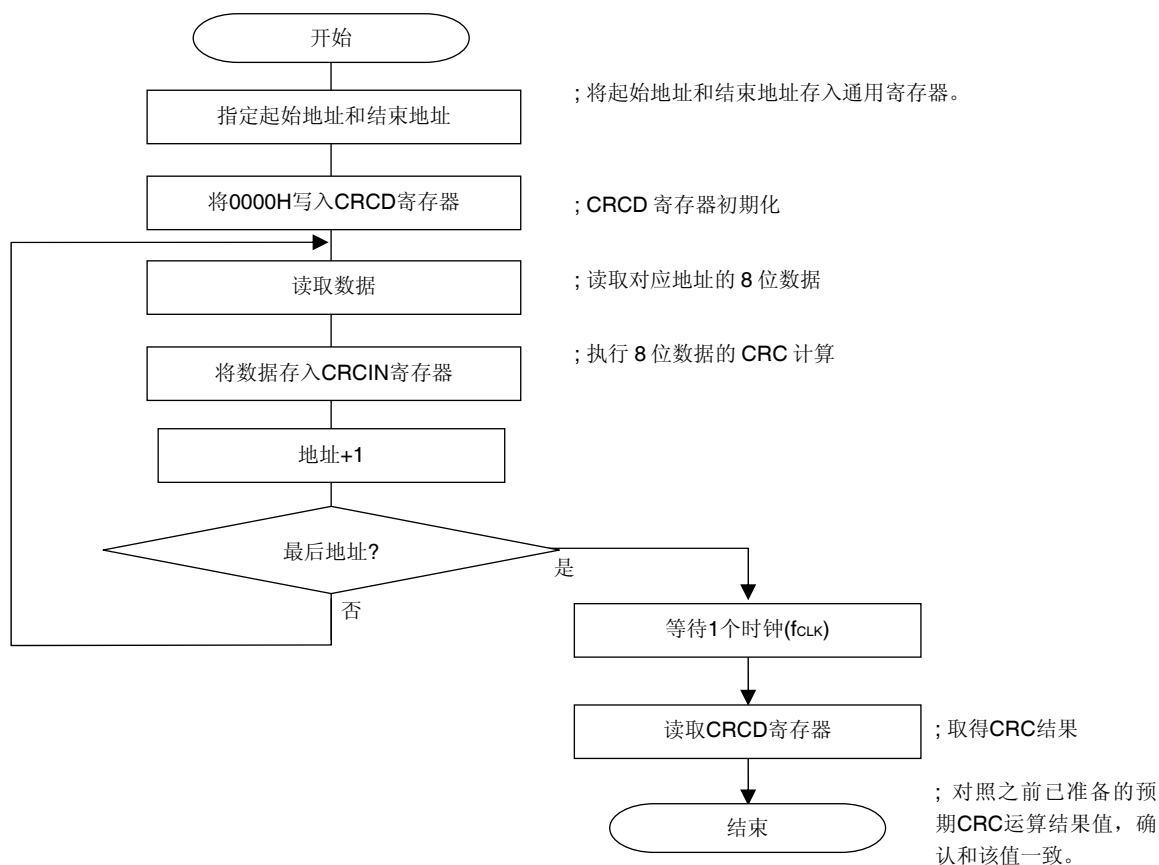 开始
指定起始地址和结束地址
; 将起始地址和结束地址存入通用寄存器。
将0000H写入CRCD寄存器
; CRCD 寄存器初期化
读取数据
; 读取对应地址的 8 位数据
将数据存入CRCIN寄存器
; 执行 8 位数据的 CRC 计算
地址+1
最后地址?
是
否
等待1个时钟(fCLK)
读取CRCD寄存器
; 取得CRC结果
结束
; 对照之前已准备的预
期CRC运算结果值，确
认和该值一致。